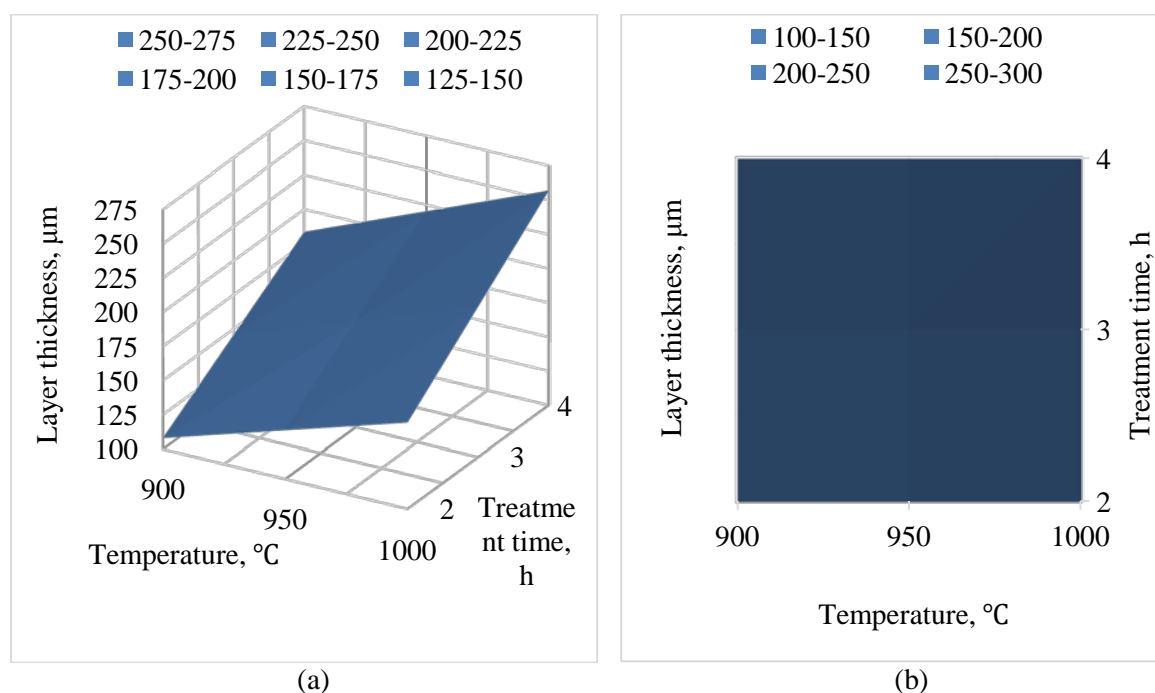 250-275 225-250 200-225
175-200 150-175 125-150
275
250
225
200
175
150
125
100
Layer thickness, µm
900
950
1000
Temperature, ℃
2
3
4
Treatme
nt time,
h
(a)
100-150 150-200
200-250 250-300
Layer thickness, µm
4
3
2
Treatment time, h
900 950 1000
Temperature, ℃
(b)